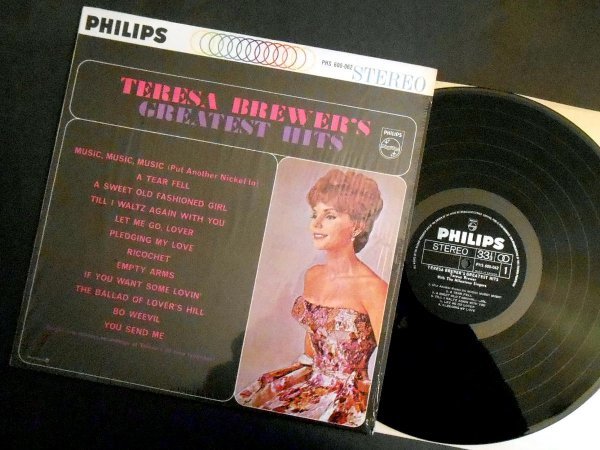 PHILIPS
PHS 600-062
STEREO
TERESA BREWER'S
GREATEST HITS
PHILIPS
MUSIC, MUSIC, MUSIC (Put Another Nickel In)
A TEAR FELL
A SWEET OLD FASHIONED GIRL
TILL I WALTZ AGAIN WITH YOU
LET ME GO, LOVER
PLEDGING MY LOVE
RICOCHET
EMPTY ARMS
IF YOU WANT SOME LOVIN'
THE BALLAD OF LOVER'S HILL
BO WEEVIL
YOU SEND ME
PHILIPS
STEREO
33⅓
1
PHS 600-062
TERESA BREWER'S GREATEST HITS
Teresa Brewer